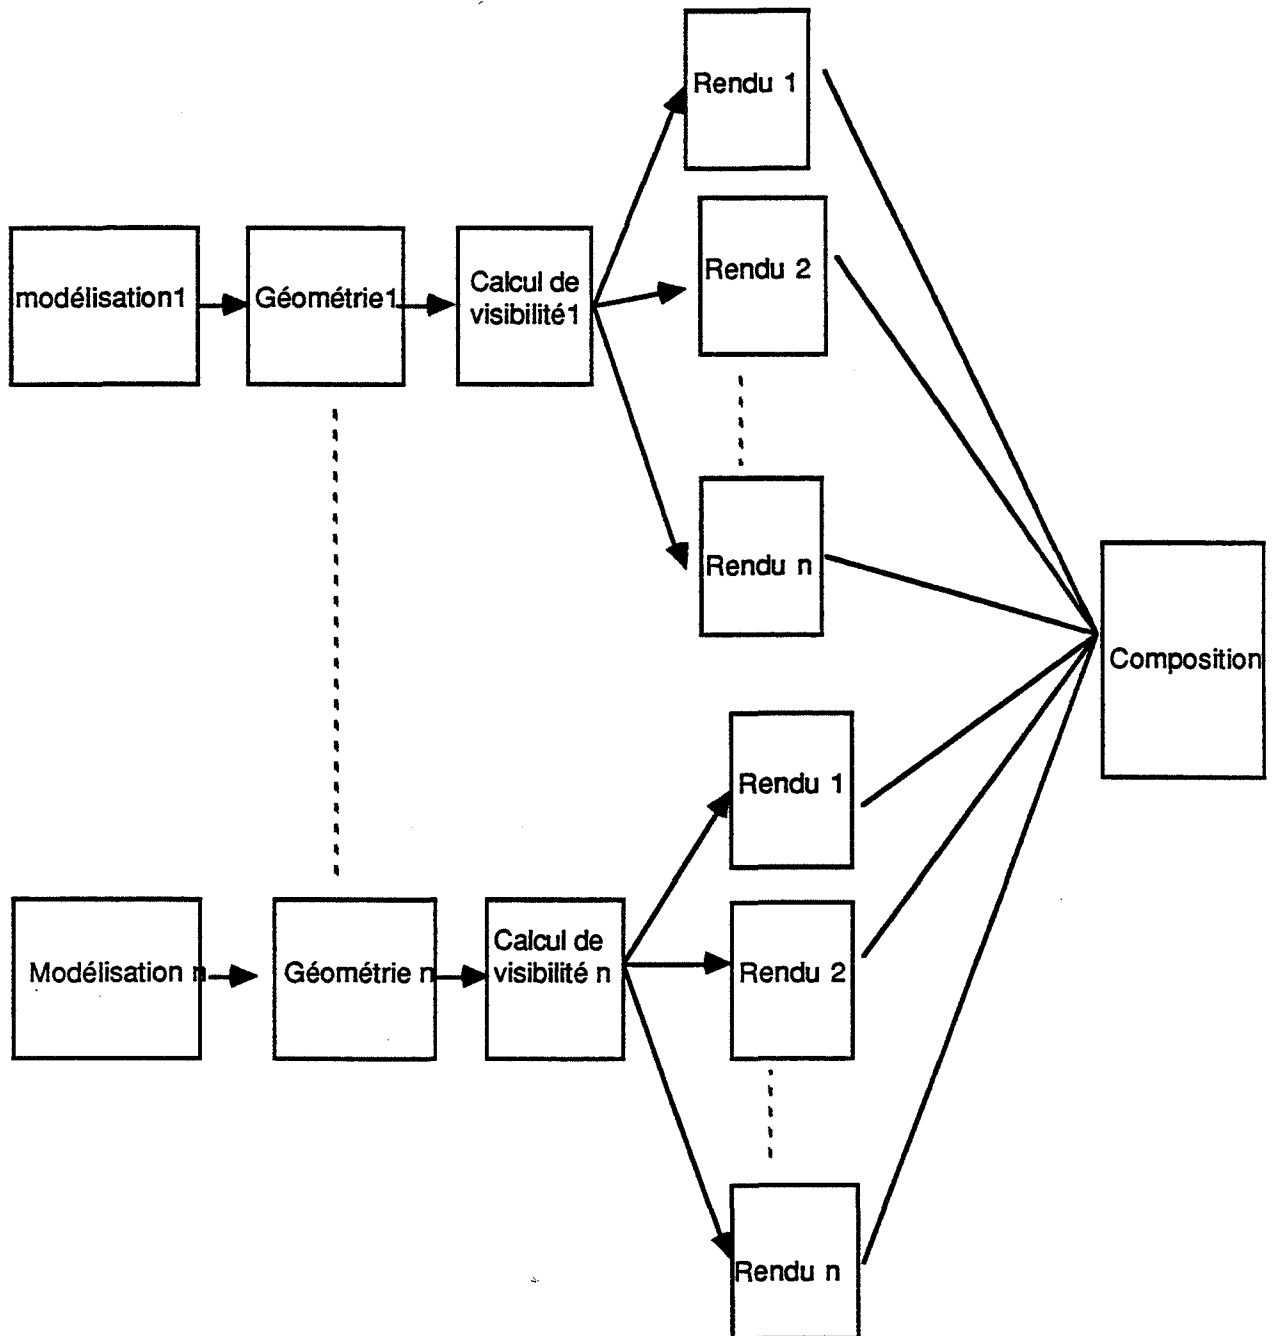 Rendu 1
Rendu 2
modélisation1
Géométrie1
Calcul de
visibilité1
Rendu n
Composition
Rendu 1
Modélisation n
Géométrie n
Calcul de
visibilité n
Rendu 2
Rendu n